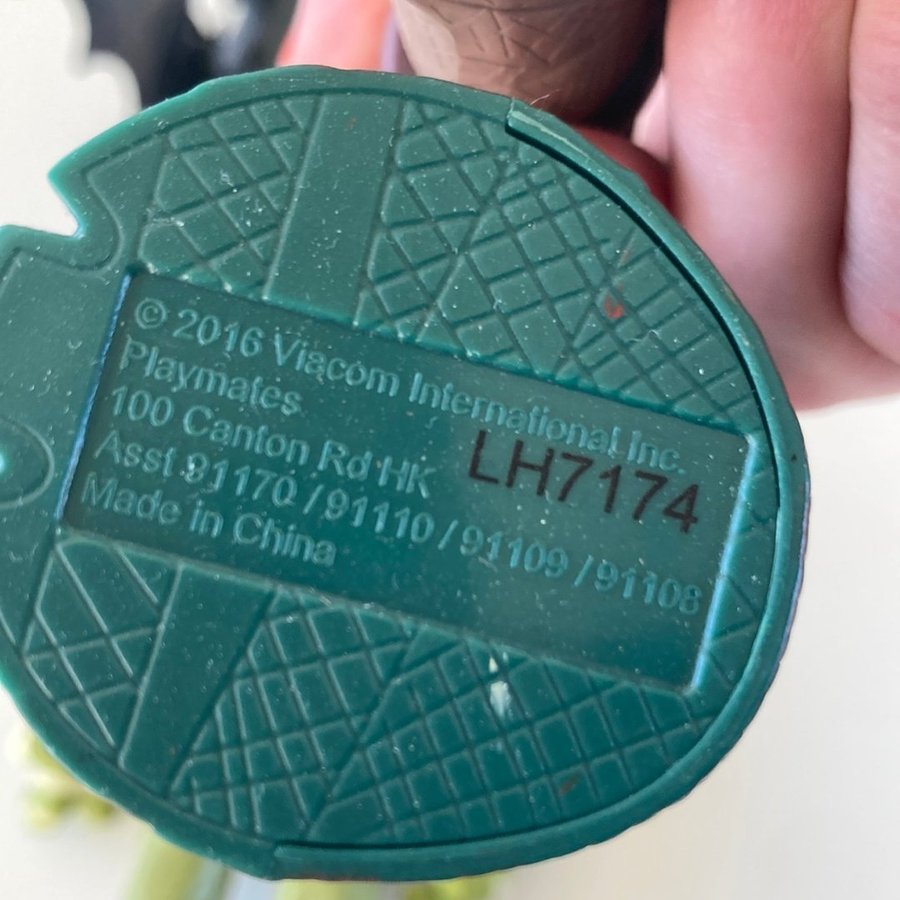 © 2016 Viacom International Inc.
Playmates
100 Canton Rd HK
LH7174
Asst 91170 / 91110 / 91109 / 91108
Made in China